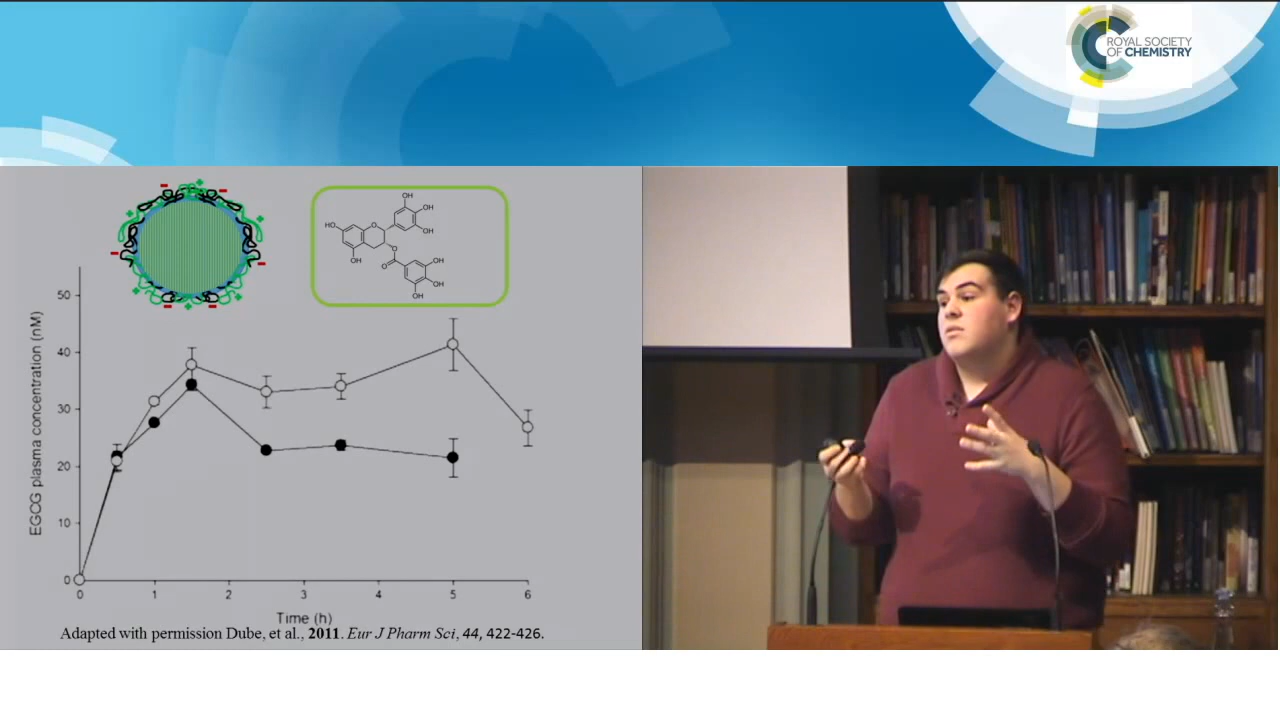 ROYAL SOCIETY
OF CHEMISTRY
OH
OH
HO
O
OH
O
OH
O
OH
OH
OH
EGCG plasma concentration (nM)
50
40
30
20
10
0
0 1 2 3 4 5 6
Time (h)
Adapted with permission Dube, et al., 2011. Eur J Pharm Sci, 44, 422-426.